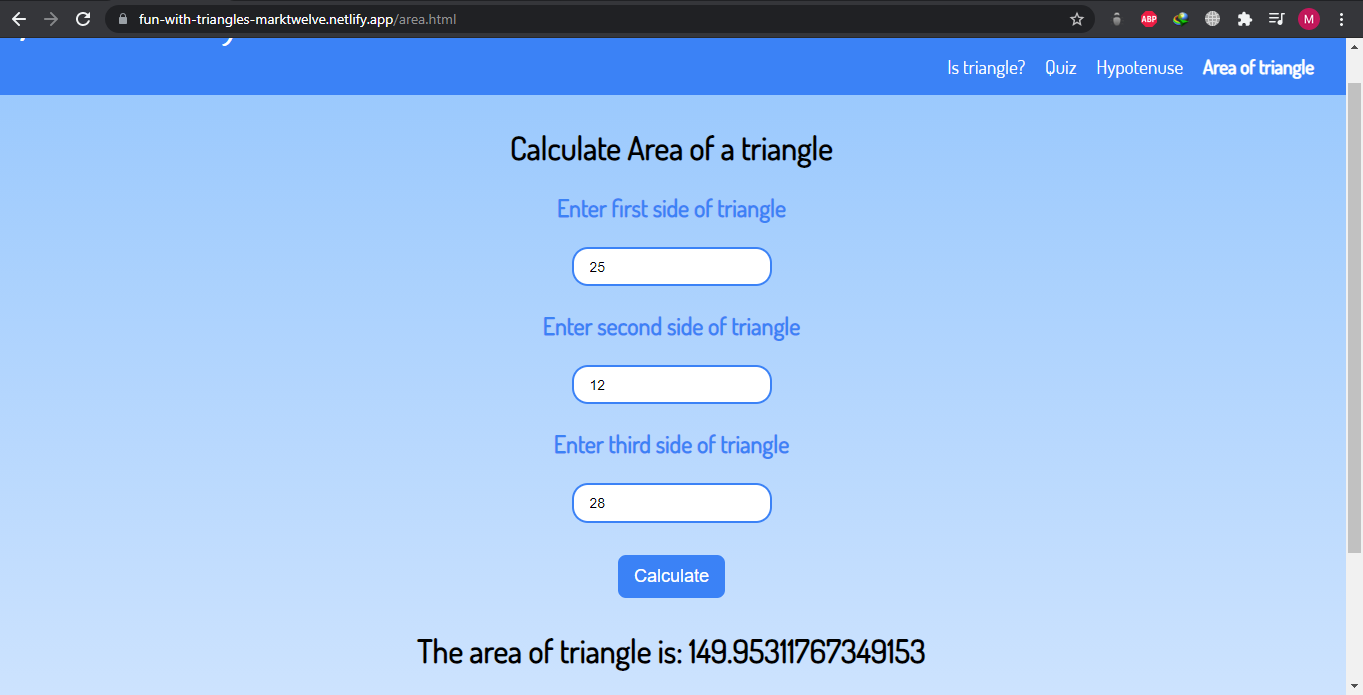 fun-with-triangles-marktwelve.netlify.app/area.html
ABP
M
Is triangle? Quiz Hypotenuse Area of triangle
Calculate Area of a triangle
Enter first side of triangle
25
Enter second side of triangle
12
Enter third side of triangle
28
Calculate
The area of triangle is: 149.95311767349153